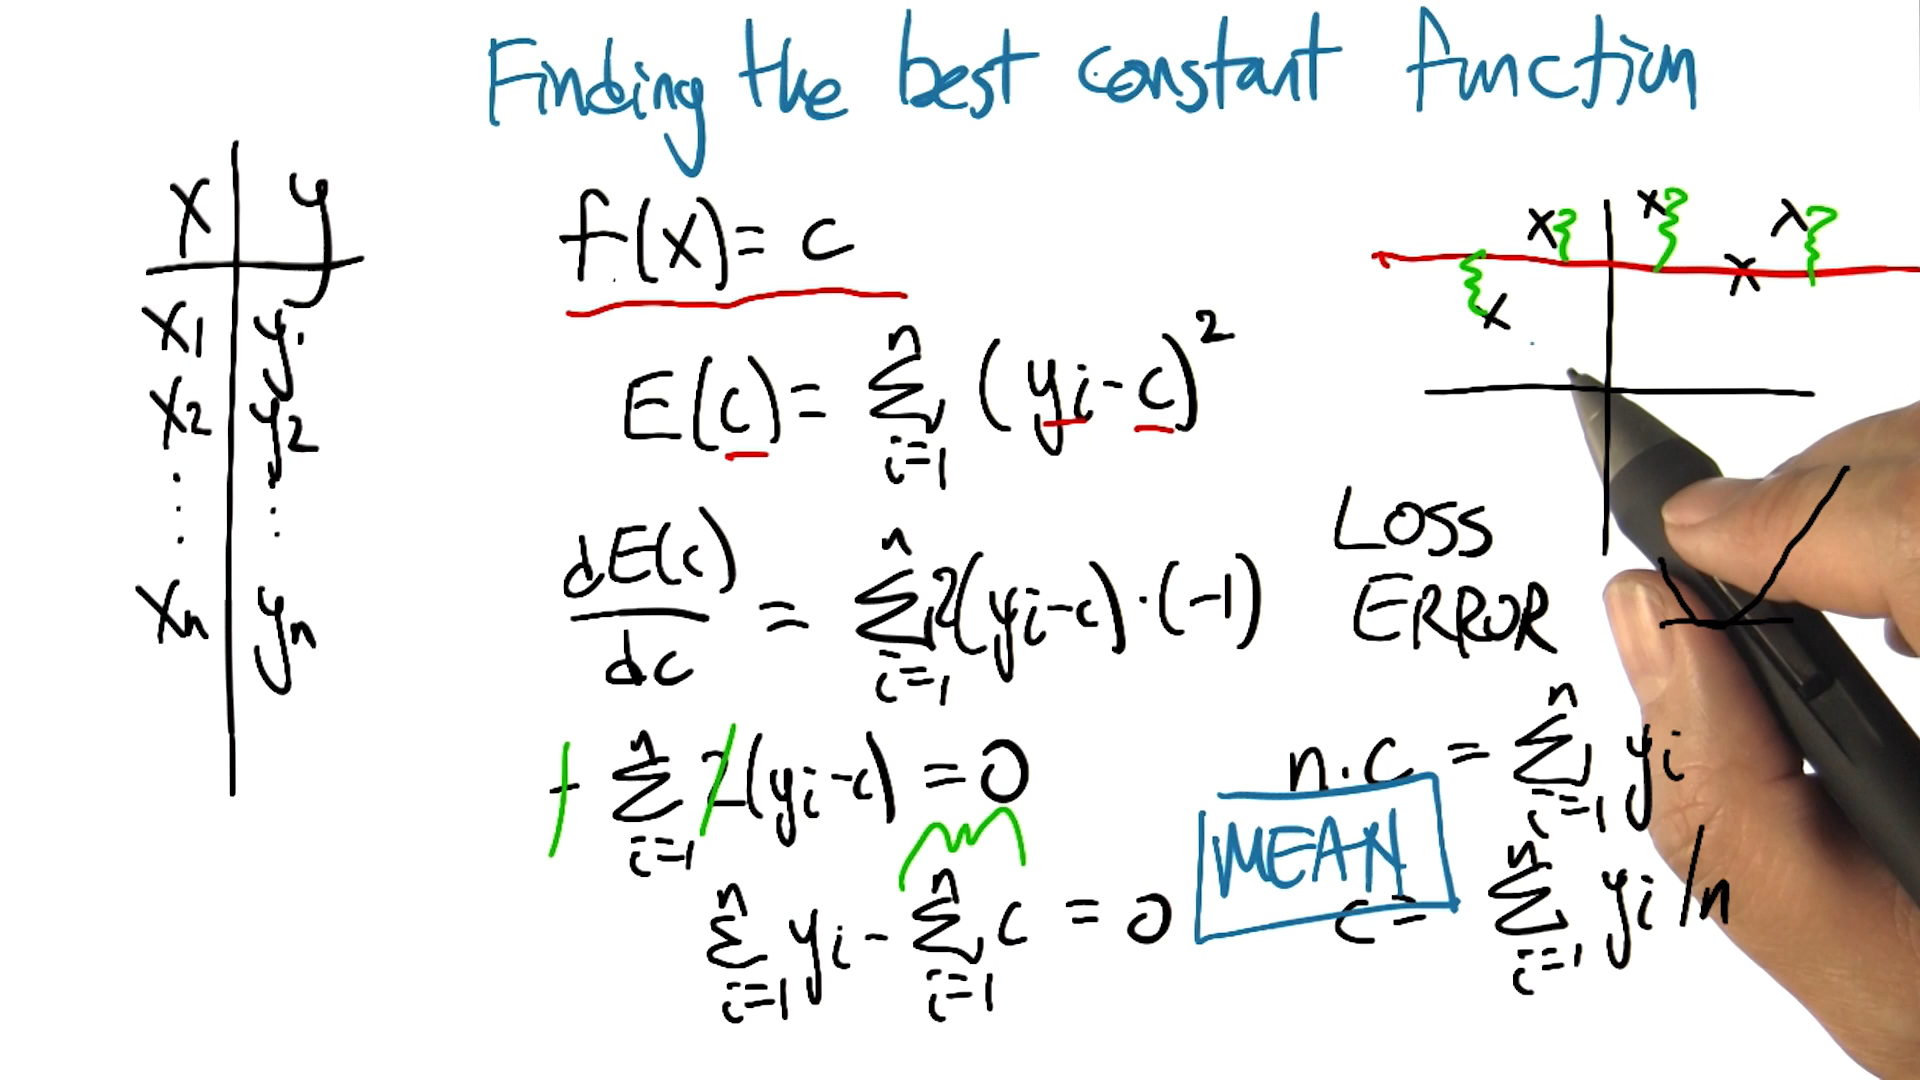 Finding the best constant function
x | y
x1 | y1
x2 | y2
⋮ | ⋮
xn | yn
f(x) = c
E(c) = Σ_{i=1}^{n} (yi - c)²
dE(c)/dc = Σ_{i=1}^{n} 2(yi - c) · (-1)
- Σ_{i=1}^{n} 2(yi - c) = 0
Σ_{i=1}^{n} yi - Σ_{i=1}^{n} c = 0
x x x x x
LOSS
ERROR
n · c = Σ_{i=1}^{n} yi
MEAN
c = Σ_{i=1}^{n} yi / n